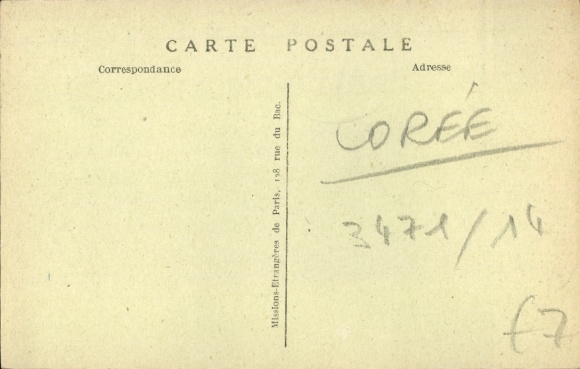 CARTE POSTALE
Correspondance
Adresse
Missions-Etrangères de Paris, 128 rue du Bac.
CORÉE
3471/14
£7